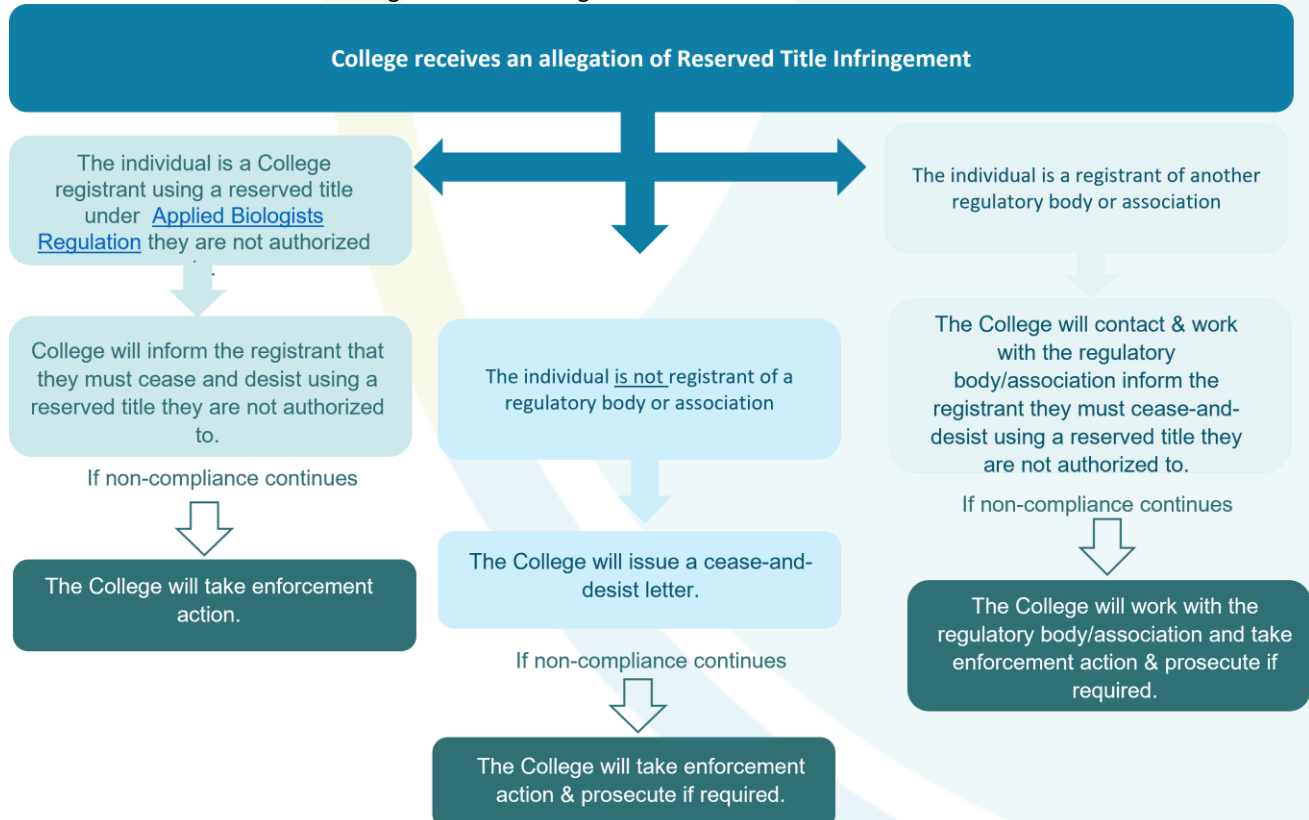 College receives an allegation of Reserved Title Infringement
The individual is a College
registrant using a reserved title
under Applied Biologists
Regulation they are not authorized
College will inform the registrant that
they must cease and desist using a
reserved title they are not authorized
to.
If non-compliance continues
The College will take enforcement
action.
The individual is not registrant of a
regulatory body or association
The College will issue a cease-and-
desist letter.
If non-compliance continues
The College will take enforcement
action & prosecute if required.
The individual is a registrant of another
regulatory body or association
The College will contact & work
with the regulatory
body/association inform the
registrant they must cease-and-
desist using a reserved title they
are not authorized to.
If non-compliance continues
The College will work with the
regulatory body/association and take
enforcement action & prosecute if
required.